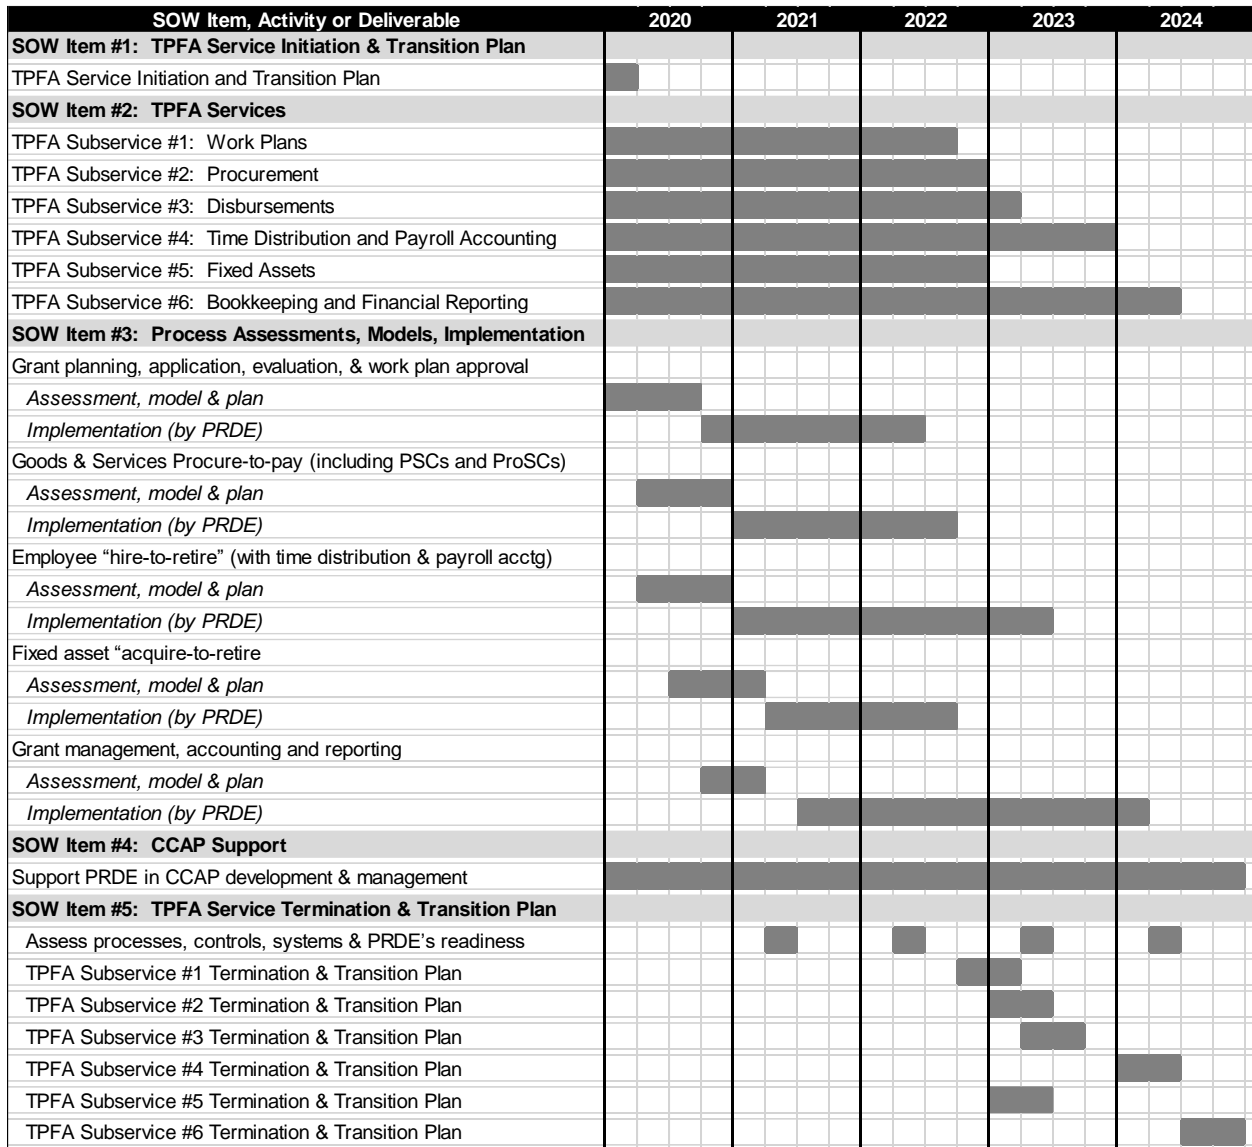 SOW Item, Activity or Deliverable 2020 2021 2022 2023 2024
SOW Item #1: TPFA Service Initiation & Transition Plan
TPFA Service Initiation and Transition Plan
SOW Item #2: TPFA Services
TPFA Subservice #1: Work Plans
TPFA Subservice #2: Procurement
TPFA Subservice #3: Disbursements
TPFA Subservice #4: Time Distribution and Payroll Accounting
TPFA Subservice #5: Fixed Assets
TPFA Subservice #6: Bookkeeping and Financial Reporting
SOW Item #3: Process Assessments, Models, Implementation
Grant planning, application, evaluation, & work plan approval
Assessment, model & plan
Implementation (by PRDE)
Goods & Services Procure-to-pay (including PSCs and ProSCs)
Assessment, model & plan
Implementation (by PRDE)
Employee “hire-to-retire” (with time distribution & payroll acctg)
Assessment, model & plan
Implementation (by PRDE)
Fixed asset “acquire-to-retire
Assessment, model & plan
Implementation (by PRDE)
Grant management, accounting and reporting
Assessment, model & plan
Implementation (by PRDE)
SOW Item #4: CCAP Support
Support PRDE in CCAP development & management
SOW Item #5: TPFA Service Termination & Transition Plan
Assess processes, controls, systems & PRDE’s readiness
TPFA Subservice #1 Termination & Transition Plan
TPFA Subservice #2 Termination & Transition Plan
TPFA Subservice #3 Termination & Transition Plan
TPFA Subservice #4 Termination & Transition Plan
TPFA Subservice #5 Termination & Transition Plan
TPFA Subservice #6 Termination & Transition Plan